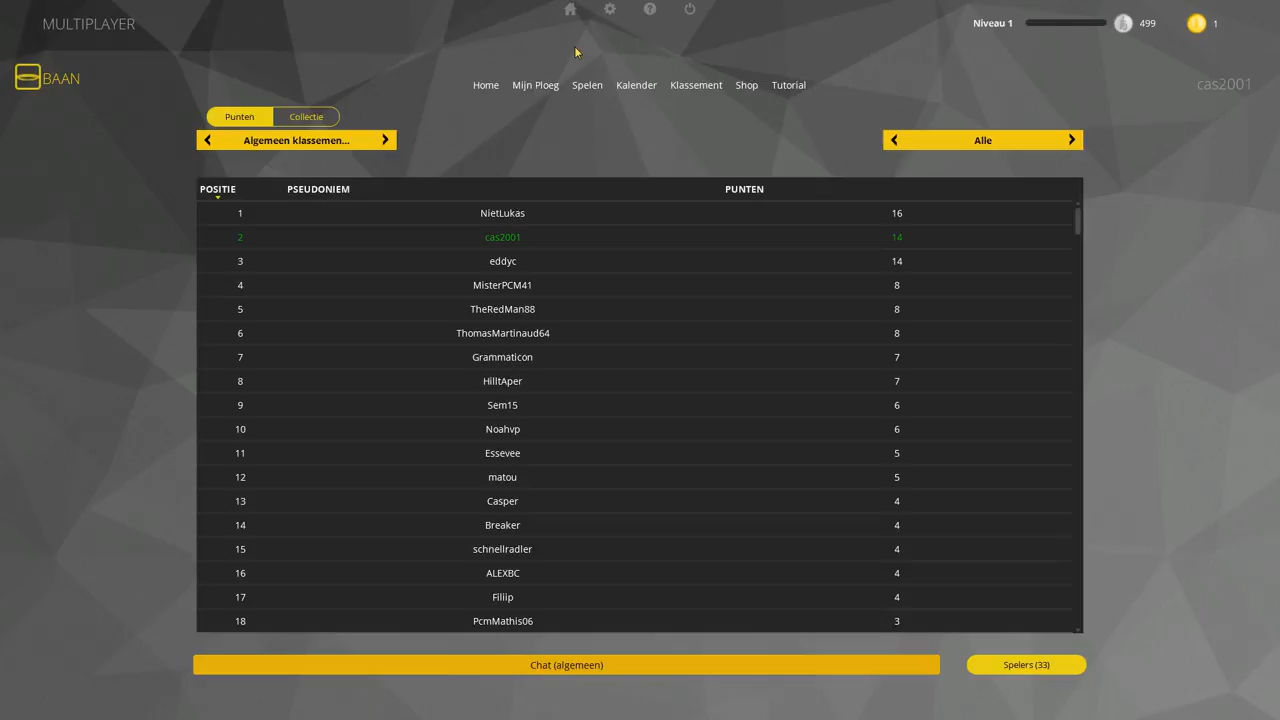 MULTIPLAYER
Niveau 1 499 1
BAAN
Home Mijn Ploeg Spelen Kalender Klassement Shop Tutorial
cas2001
Punten Collectie
Algemeen klassemen... Alle
POSITIE PSEUDONIEM PUNTEN
1 NietLukas 16
2 cas2001 14
3 eddyc 14
4 MisterPCM41 8
5 TheRedMan88 8
6 ThomasMartinaud64 8
7 Grammaticon 7
8 HilltAper 7
9 Sem15 6
10 Noahvp 6
11 Essevee 5
12 matou 5
13 Casper 4
14 Breaker 4
15 schnellradler 4
16 ALEXBC 4
17 Fillip 4
18 PcmMathis06 3
Chat (algemeen) Spelers (33)